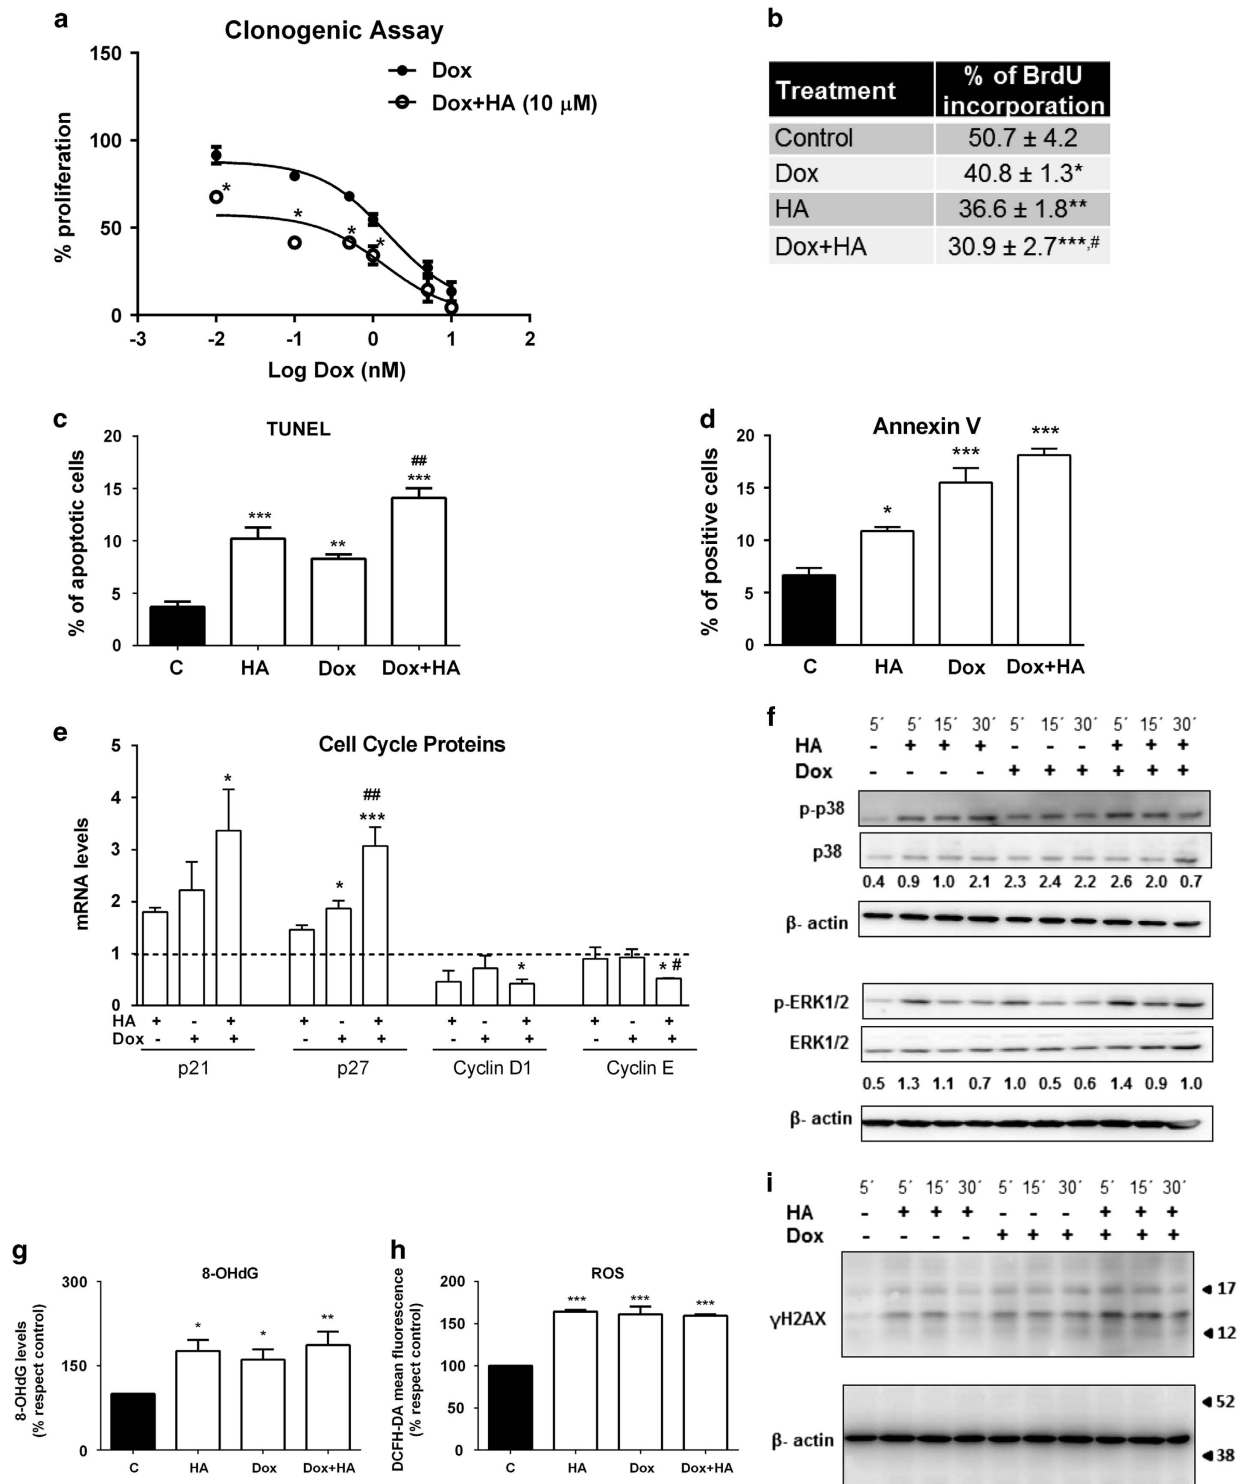 a
Clonogenic Assay
Dox
Dox+HA (10 μM)
% proliferation
150
100
50
0
* * * *
-3 -2 -1 0 1 2
Log Dox (nM)
b
Treatment % of BrdU incorporation
Control 50.7 ± 4.2
Dox 40.8 ± 1.3*
HA 36.6 ± 1.8**
Dox+HA 30.9 ± 2.7***,#
c
TUNEL
% of apoptotic cells
20
15
10
5
0
***
**
##
***
C HA Dox Dox+HA
d
Annexin V
% of positive cells
20
15
10
5
0
*
***
***
C HA Dox Dox+HA
e
Cell Cycle Proteins
mRNA levels
5
4
3
2
1
0
*
*
##
***
*
* #
HA + - + + - + + - + + - +
Dox - + + - + + - + + - + +
p21 p27 Cyclin D1 Cyclin E
f
5´ 5´ 15´ 30´ 5´ 15´ 30´ 5´ 15´ 30´
HA - + + + - - - + + +
Dox - - - - + + + + + +
p-p38
p38
0.4 0.9 1.0 2.1 2.3 2.4 2.2 2.6 2.0 0.7
β- actin
p-ERK1/2
ERK1/2
0.5 1.3 1.1 0.7 1.0 0.5 0.6 1.4 0.9 1.0
β- actin
g
8-OHdG
8-OHdG levels
(% respect control)
300
150
0
*
*
**
C HA Dox Dox+HA
h
ROS
DCFH-DA mean fluorescence
(% respect control)
200
150
100
50
0
***
***
***
C HA Dox Dox+HA
i
5´ 5´ 15´ 30´ 5´ 15´ 30´ 5´ 15´ 30´
HA - + + + - - - + + +
Dox - - - - + + + + + +
γH2AX
17
12
β- actin
52
38